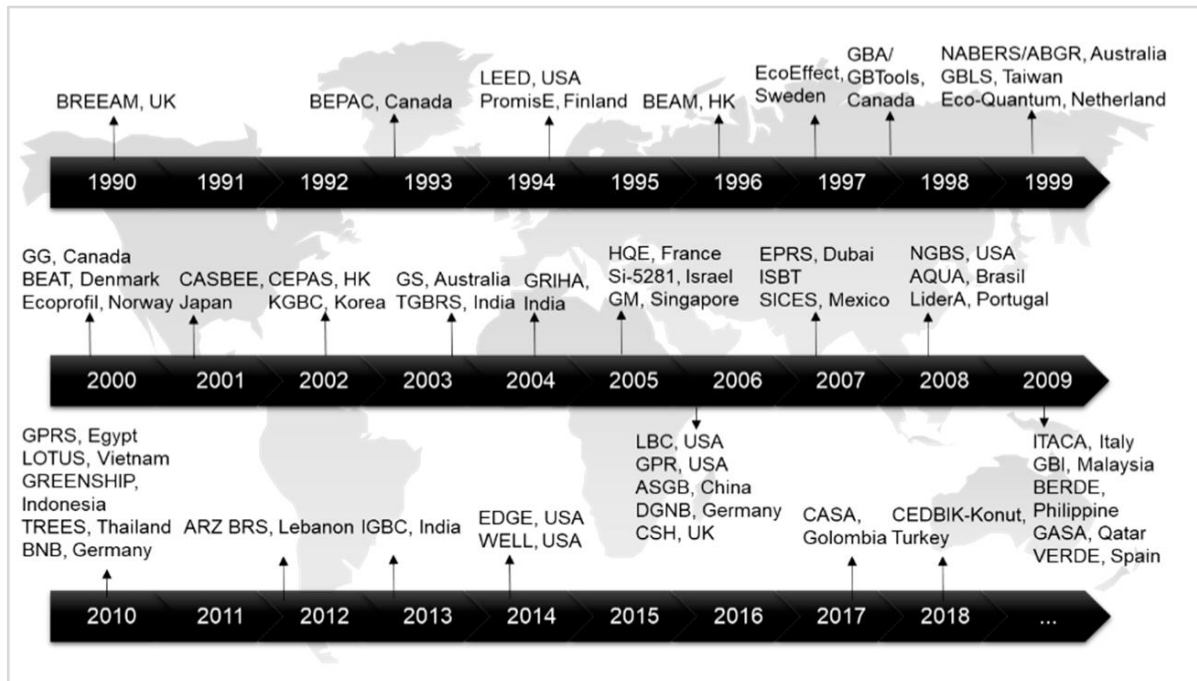 BREEAM, UK
BEPAC, Canada
LEED, USA
PromisE, Finland
BEAM, HK
EcoEffect,
Sweden
GBA/
GBTools,
Canada
NABERS/ABGR, Australia
GBLS, Taiwan
Eco-Quantum, Netherland
1990 1991 1992 1993 1994 1995 1996 1997 1998 1999
GG, Canada
BEAT, Denmark
Ecoprofil, Norway
CASBEE,
Japan
CEPAS, HK
KGBC, Korea
GS, Australia
TGBRS, India
GRIHA,
India
HQE, France
Si-5281, Israel
GM, Singapore
EPRS, Dubai
ISBT
SICES, Mexico
NGBS, USA
AQUA, Brasil
LiderA, Portugal
2000 2001 2002 2003 2004 2005 2006 2007 2008 2009
LBC, USA
GPR, USA
ASGB, China
DGNB, Germany
CSH, UK
ITACA, Italy
GBI, Malaysia
BERDE,
Philippine
GASA, Qatar
VERDE, Spain
GPRS, Egypt
LOTUS, Vietnam
GREENSHIP,
Indonesia
TREES, Thailand
BNB, Germany
ARZ BRS, Lebanon
IGBC, India
EDGE, USA
WELL, USA
CASA,
Golombia
CEDBIK-Konut,
Turkey
2010 2011 2012 2013 2014 2015 2016 2017 2018 ...